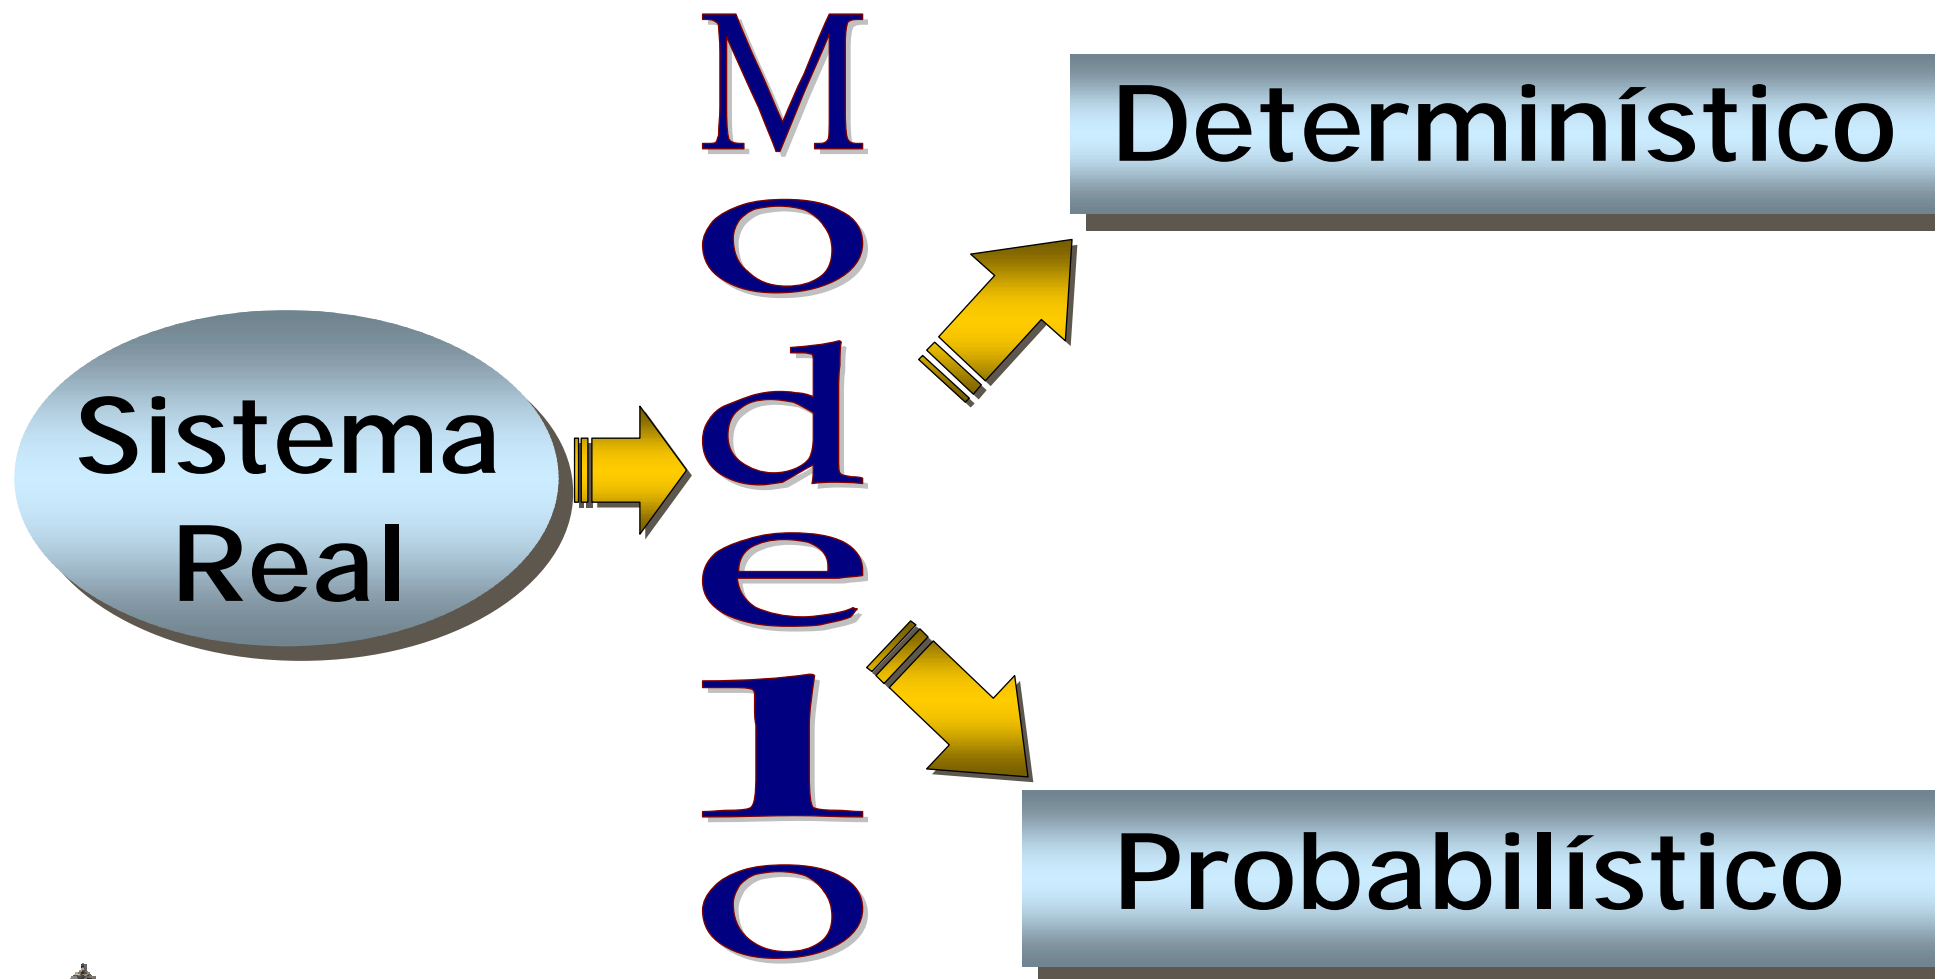 Sistema
Real
Modelo
Determinístico
Probabilístico